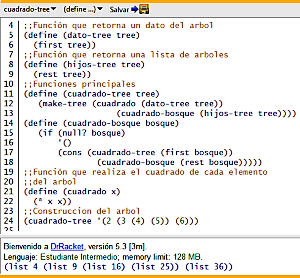 cuadrado-tree▼ (define ...)▼ Salvar
4 ;;Función que retorna un dato del arbol
5 (define (dato-tree tree)
6 (first tree))
7 ;;Función que retorna una lista de arboles
8 (define (hijos-tree tree)
9 (rest tree))
10 ;;Funciones principales
11 (define (cuadrado-tree tree)
12 (make-tree (cuadrado (dato-tree tree))
13 (cuadrado-bosque (hijos-tree tree))))
14 (define (cuadrado-bosque bosque)
15 (if (null? bosque)
16 '()
17 (cons (cuadrado-tree (first bosque))
18 (cuadrado-bosque (rest bosque)))))
19 ;;Función que realiza el cuadrado de cada elemento
20 ;;del arbol
21 (define (cuadrado x)
22 (* x x))
23 ;;Construccion del arbol
24 (cuadrado-tree '(2 (3 (4) (5)) (6)))
25
Bienvenido a DrRacket, versión 5.3 [3m].
Lenguaje: Estudiante Intermedio; memory limit: 128 MB.
(list 4 (list 9 (list 16) (list 25)) (list 36))